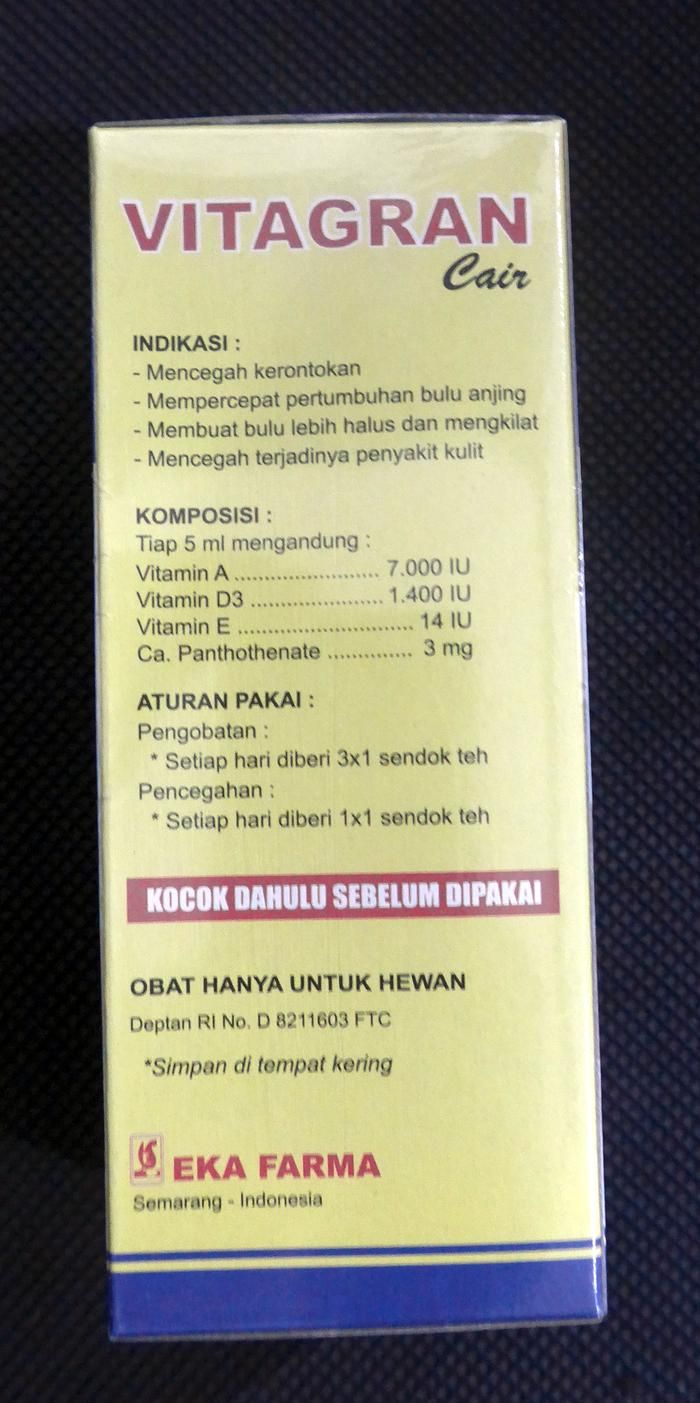 VITAGRAN
Cair
INDIKASI :
- Mencegah kerontokan
- Mempercepat pertumbuhan bulu anjing
- Membuat bulu lebih halus dan mengkilat
- Mencegah terjadinya penyakit kulit
KOMPOSISI :
Tiap 5 ml mengandung :
Vitamin A ........................ 7.000 IU
Vitamin D3 ...................... 1.400 IU
Vitamin E ............................. 14 IU
Ca. Panthothenate .............. 3 mg
ATURAN PAKAI :
Pengobatan :
* Setiap hari diberi 3x1 sendok teh
Pencegahan :
* Setiap hari diberi 1x1 sendok teh
KOCOK DAHULU SEBELUM DIPAKAI
OBAT HANYA UNTUK HEWAN
Deptan RI No. D 8211603 FTC
*Simpan di tempat kering
EKA FARMA
Semarang - Indonesia